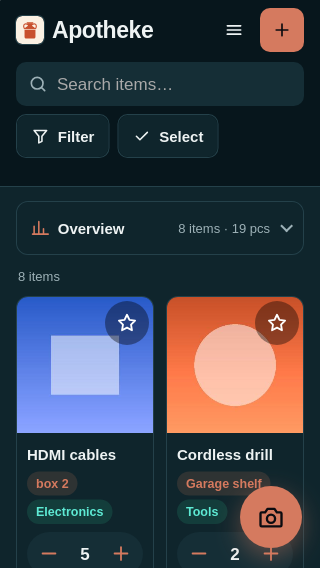 Apotheke
Search items…
Filter
Select
Overview
8 items · 19 pcs
8 items
HDMI cables
Cordless drill
box 2
Garage shelf
Electronics
Tools
5
2